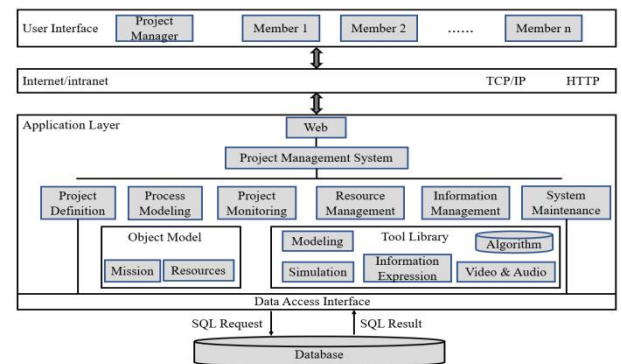 User Interface
Project
Manager
Member 1
Member 2
……
Member n
Internet/intranet
TCP/IP
HTTP
Application Layer
Web
Project Management System
Project
Definition
Process
Modeling
Project
Monitoring
Resource
Management
Information
Management
System
Maintenance
Object Model
Mission
Resources
Tool Library
Modeling
Algorithm
Simulation
Information
Expression
Video & Audio
Data Access Interface
SQL Request
SQL Result
Database